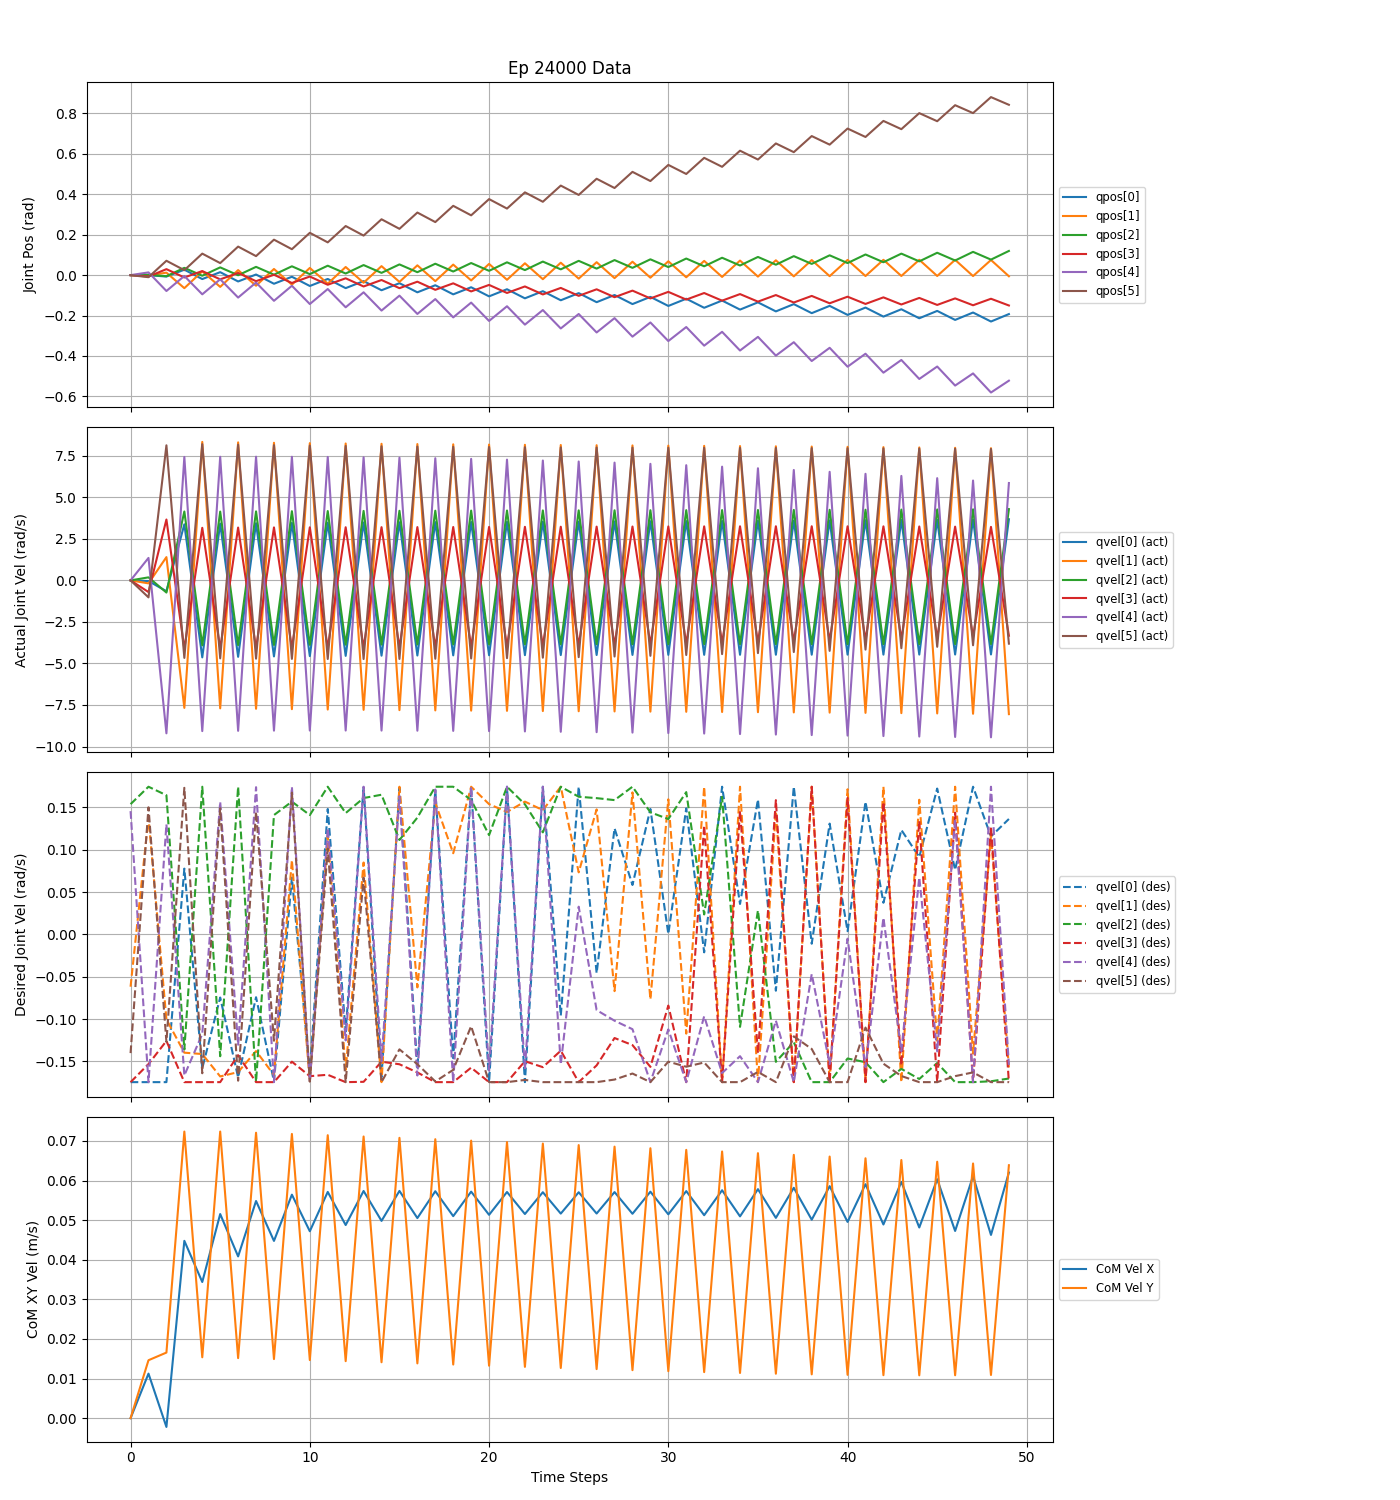 Ep 24000 Data
Joint Pos (rad)
0.8
0.6
0.4
0.2
0.0
−0.2
−0.4
−0.6
qpos[0]
qpos[1]
qpos[2]
qpos[3]
qpos[4]
qpos[5]
Actual Joint Vel (rad/s)
7.5
5.0
2.5
0.0
−2.5
−5.0
−7.5
−10.0
qvel[0] (act)
qvel[1] (act)
qvel[2] (act)
qvel[3] (act)
qvel[4] (act)
qvel[5] (act)
Desired Joint Vel (rad/s)
0.15
0.10
0.05
0.00
−0.05
−0.10
−0.15
qvel[0] (des)
qvel[1] (des)
qvel[2] (des)
qvel[3] (des)
qvel[4] (des)
qvel[5] (des)
CoM XY Vel (m/s)
0.07
0.06
0.05
0.04
0.03
0.02
0.01
0.00
CoM Vel X
CoM Vel Y
0 10 20 30 40 50
Time Steps